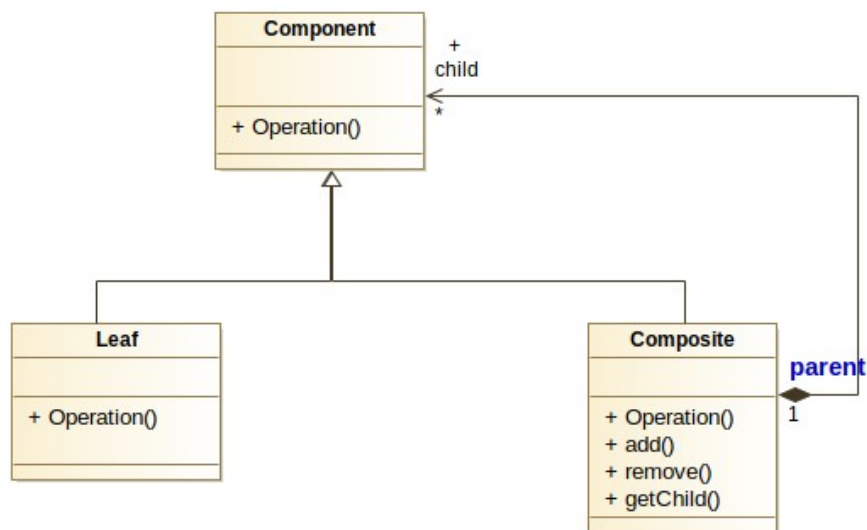 Component
+
child
*
+ Operation()
Leaf
Composite
parent
1
+ Operation()
+ Operation()
+ add()
+ remove()
+ getChild()